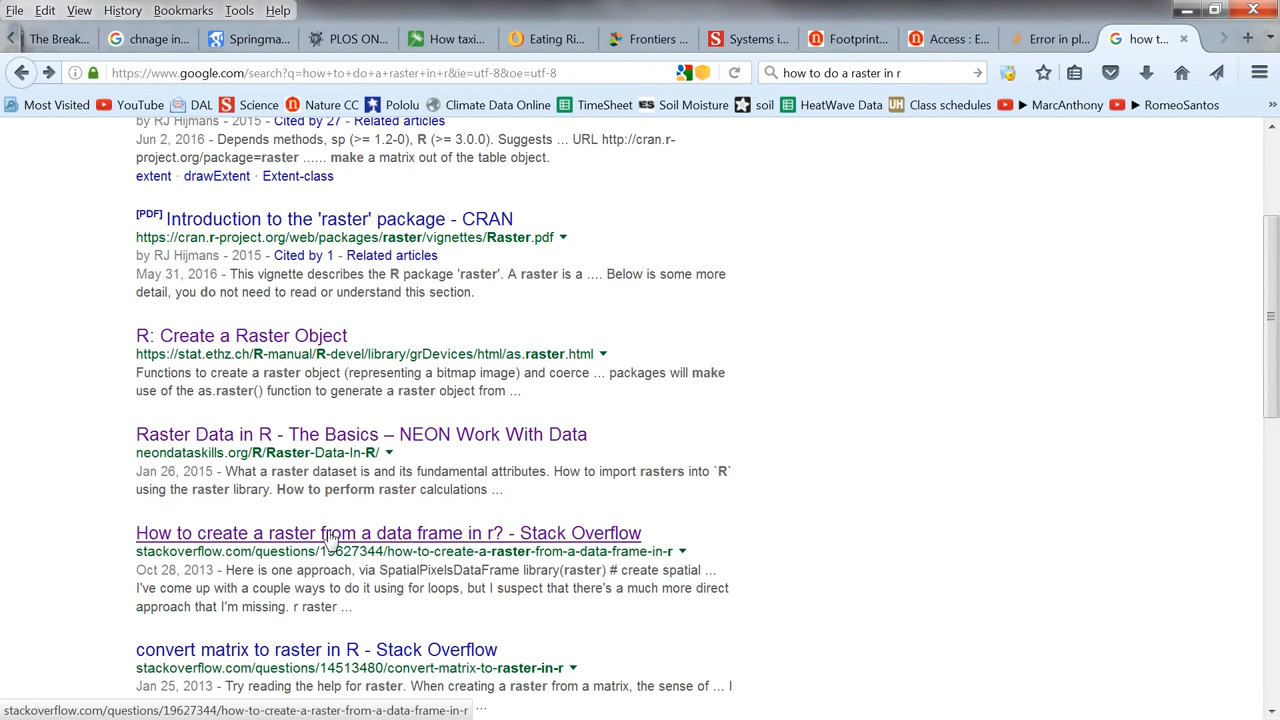 File Edit View History Bookmarks Tools Help
The Break... chnage in... Springma... PLOS ON... How taxi... Eating Ri... Frontiers ... Systems i... Footprint... Access : E... Error in pl... how t...
https://www.google.com/search?q=how+to+do+a+raster+in+r&ie=utf-8&oe=utf-8 how to do a raster in r
Most Visited YouTube DAL Science Nature CC Pololu Climate Data Online TimeSheet Soil Moisture soil HeatWave Data Class schedules MarcAnthony RomeoSantos
by RJ Hijmans - 2015 - Cited by 27 - Related articles
Jun 2, 2016 - Depends methods, sp (>= 1.2-0), R (>= 3.0.0). Suggests ... URL http://cran.r-
project.org/package=raster ...... make a matrix out of the table object.
extent · drawExtent · Extent-class
[PDF] Introduction to the 'raster' package - CRAN
https://cran.r-project.org/web/packages/raster/vignettes/Raster.pdf
by RJ Hijmans - 2015 - Cited by 1 - Related articles
May 31, 2016 - This vignette describes the R package 'raster'. A raster is a .... Below is some more
detail, you do not need to read or understand this section.
R: Create a Raster Object
https://stat.ethz.ch/R-manual/R-devel/library/grDevices/html/as.raster.html
Functions to create a raster object (representing a bitmap image) and coerce ... packages will make
use of the as.raster() function to generate a raster object from ...
Raster Data in R - The Basics – NEON Work With Data
neondataskills.org/R/Raster-Data-In-R/
Jan 26, 2015 - What a raster dataset is and its fundamental attributes. How to import rasters into `R`
using the raster library. How to perform raster calculations ...
How to create a raster from a data frame in r? - Stack Overflow
stackoverflow.com/questions/19627344/how-to-create-a-raster-from-a-data-frame-in-r
Oct 28, 2013 - Here is one approach, via SpatialPixelsDataFrame library(raster) # create spatial ...
I've come up with a couple ways to do it using for loops, but I suspect that there's a much more direct
approach that I'm missing. r raster ...
convert matrix to raster in R - Stack Overflow
stackoverflow.com/questions/14513480/convert-matrix-to-raster-in-r
Jan 25, 2013 - Try reading the help for raster. When creating a raster from a matrix, the sense of ... I
stackoverflow.com/questions/19627344/how-to-create-a-raster-from-a-data-frame-in-r ...